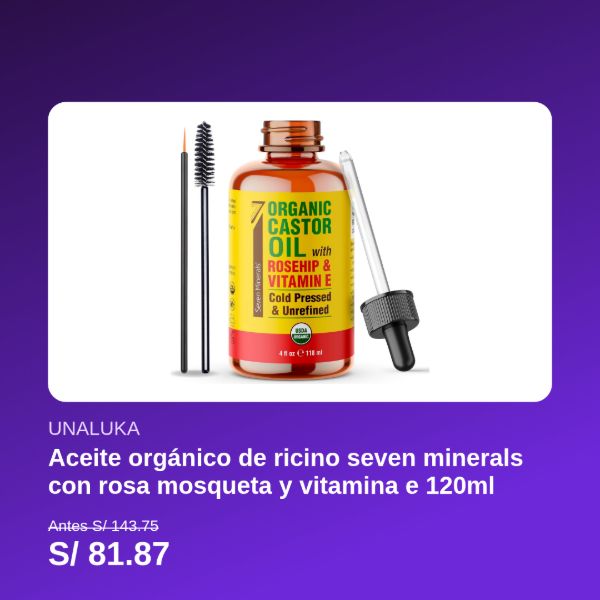 7
ORGANIC
CASTOR
OIL with
ROSEHIP &
VITAMIN E
Cold Pressed
& Unrefined
Seven Minerals
USDA
ORGANIC
4 fl oz ℮ 118 ml
UNALUKA
Aceite orgánico de ricino seven minerals
con rosa mosqueta y vitamina e 120ml
Antes S/ 143.75
S/ 81.87